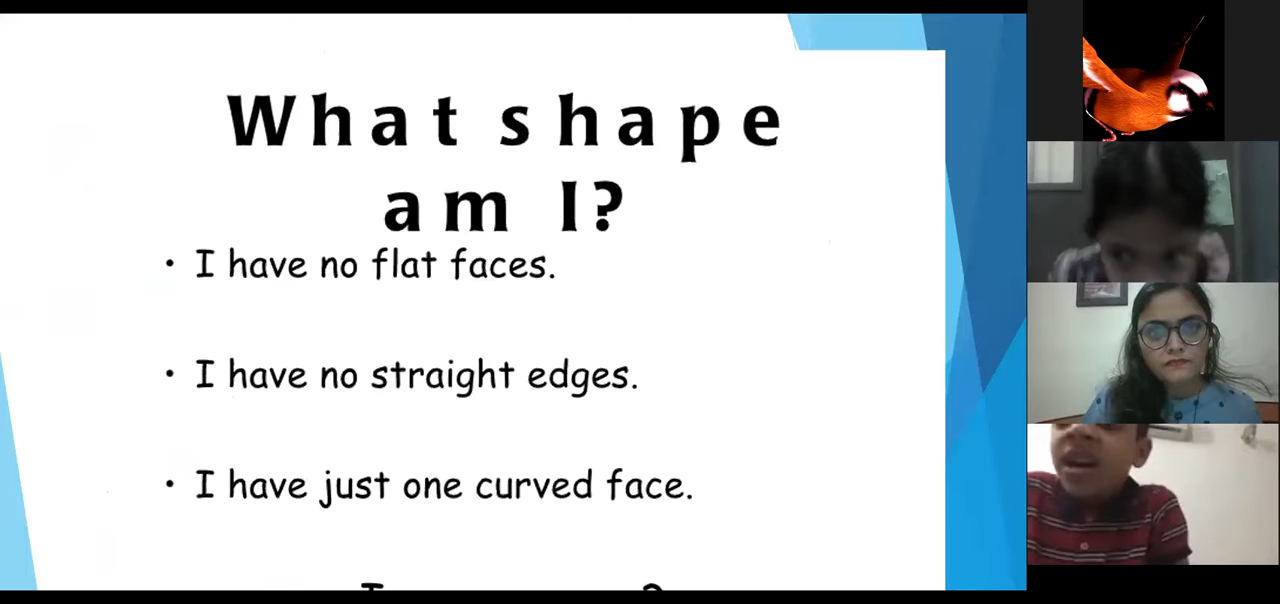 What shape
am I?
• I have no flat faces.
• I have no straight edges.
• I have just one curved face.